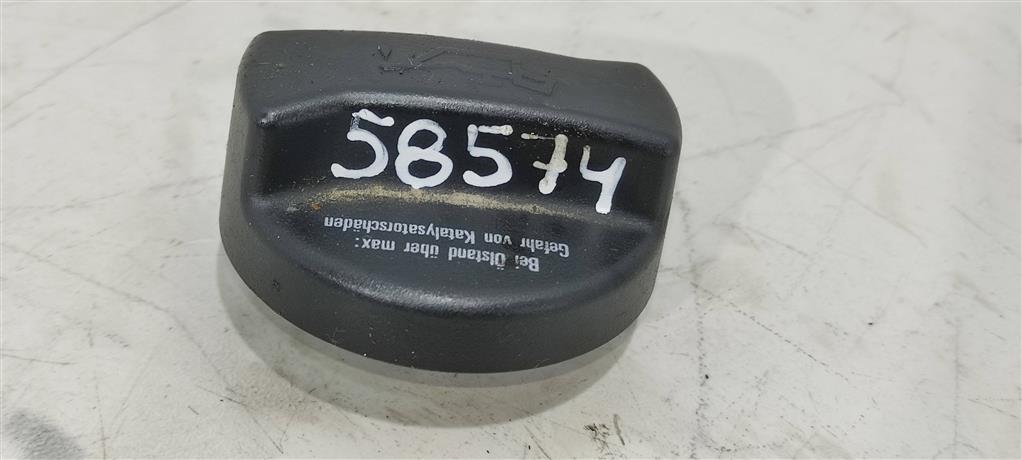 58574
Bei Ölstand über max:
Gefahr von Katalysatorschäden